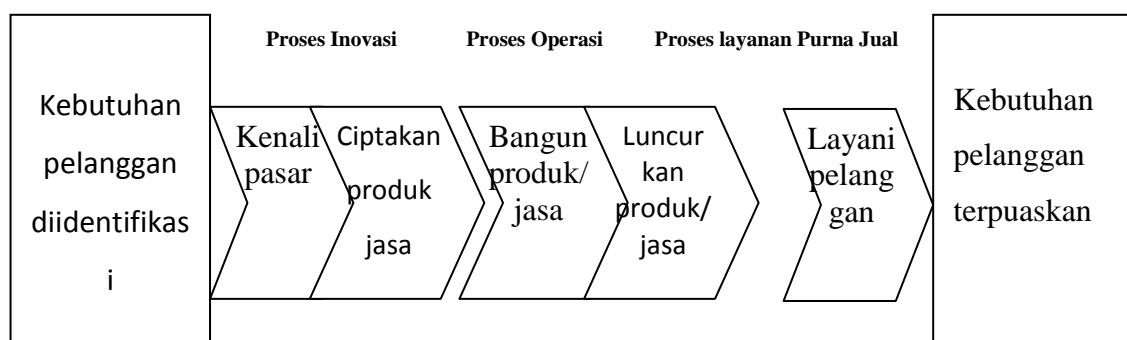 Proses Inovasi
Proses Operasi
Proses layanan Purna Jual
Kebutuhan
pelanggan
diidentifikas
i
Kenali
pasar
Ciptakan
produk
jasa
Bangun
produk/
jasa
Luncur
kan
produk/
jasa
Layani
pelang
gan
Kebutuhan
pelanggan
terpuaskan